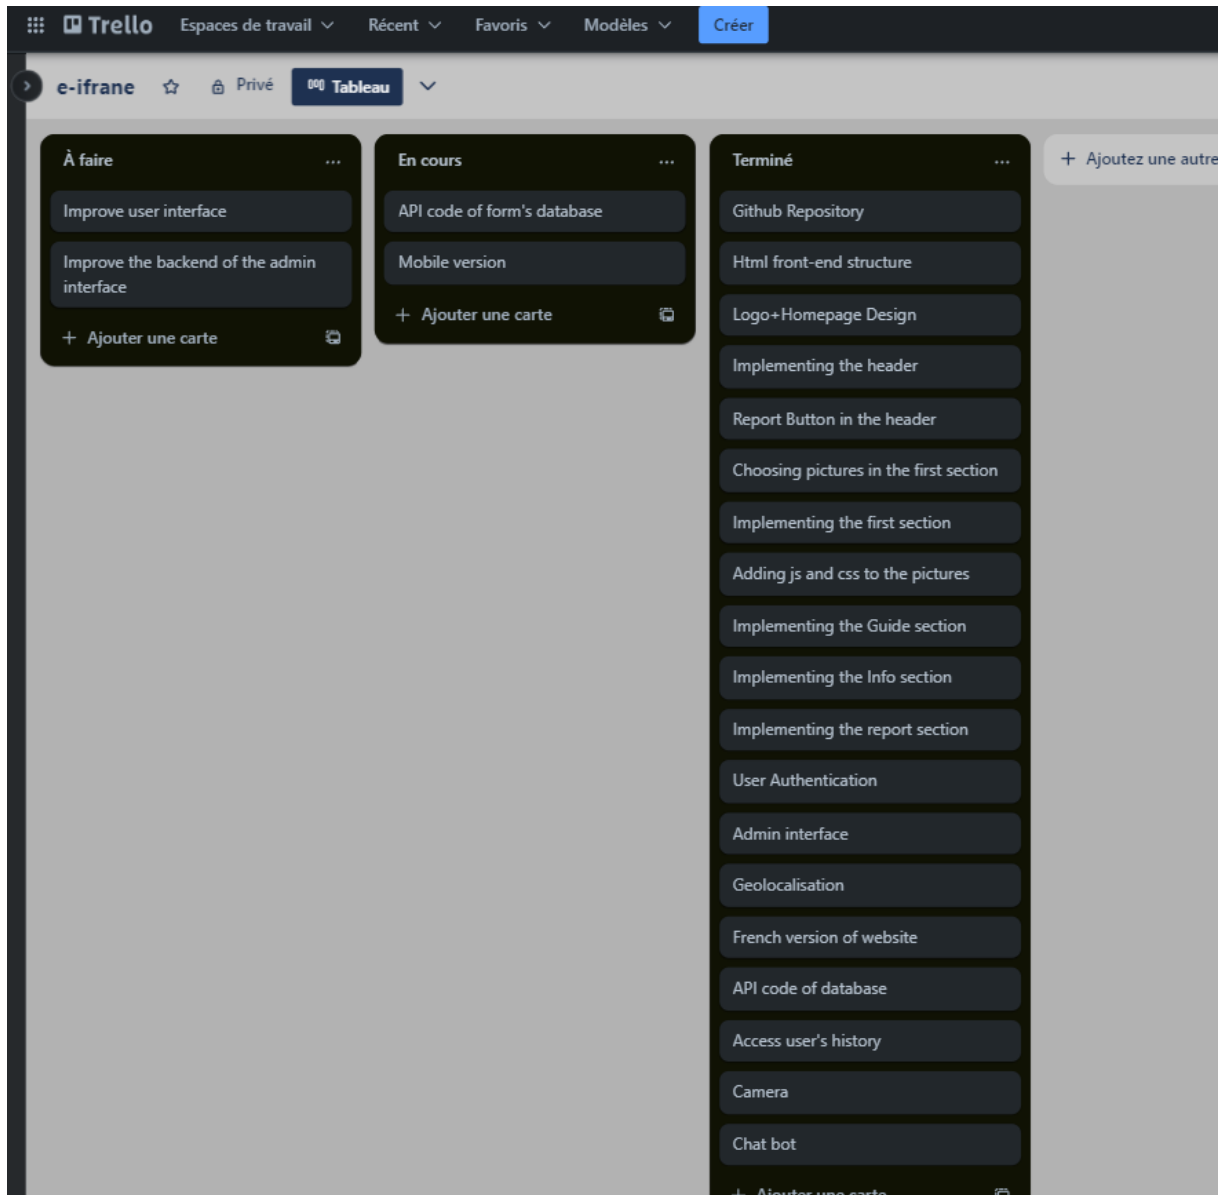 Trello Espaces de travail Récent Favoris Modèles Créer
e-ifrane Privé Tableau
À faire
Improve user interface
Improve the backend of the admin
interface
+ Ajouter une carte
En cours
API code of form's database
Mobile version
+ Ajouter une carte
Terminé
Github Repository
Html front-end structure
Logo+Homepage Design
Implementing the header
Report Button in the header
Choosing pictures in the first section
Implementing the first section
Adding js and css to the pictures
Implementing the Guide section
Implementing the Info section
Implementing the report section
User Authentication
Admin interface
Geolocalisation
French version of website
API code of database
Access user's history
Camera
Chat bot
+ Ajouter une carte
+ Ajoutez une autre